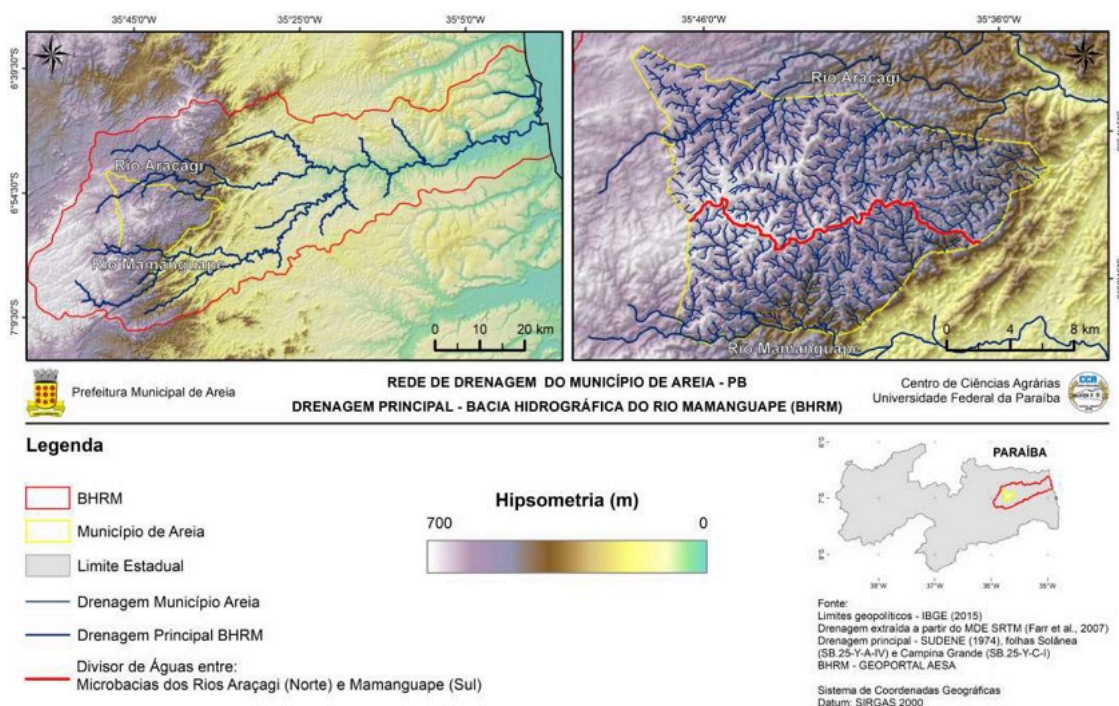 35°45'0"W 35°25'0"W 35°5'0"W
35°46'0"W 35°36'0"W
6°39'30"S
6°54'30"S
7°9'30"S
Rio Araçagi
Rio Mamanguape
0 10 20 km
Rio Araçagi
Rio Mamanguape
0 4 8 km
Prefeitura Municipal de Areia
REDE DE DRENAGEM DO MUNICÍPIO DE AREIA - PB
DRENAGEM PRINCIPAL - BACIA HIDROGRÁFICA DO RIO MAMANGUAPE (BHRM)
Centro de Ciências Agrárias
Universidade Federal da Paraíba
CCA
Legenda
BHRM
Município de Areia
Limite Estadual
Drenagem Município Areia
Drenagem Principal BHRM
Divisor de Águas entre:
Microbacias dos Rios Araçagi (Norte) e Mamanguape (Sul)
Hipsometria (m)
700 0
PARAÍBA
38°W 37°W 36°W 35°W
Fonte:
Limites geopolíticos - IBGE (2015)
Drenagem extraída a partir do MDE SRTM (Farr et al., 2007)
Drenagem principal - SUDENE (1974), folhas Solânea
(SB.25-Y-A-IV) e Campina Grande (SB.25-Y-C-I)
BHRM - GEOPORTAL AESA
Sistema de Coordenadas Geográficas
Datum: SIRGAS 2000